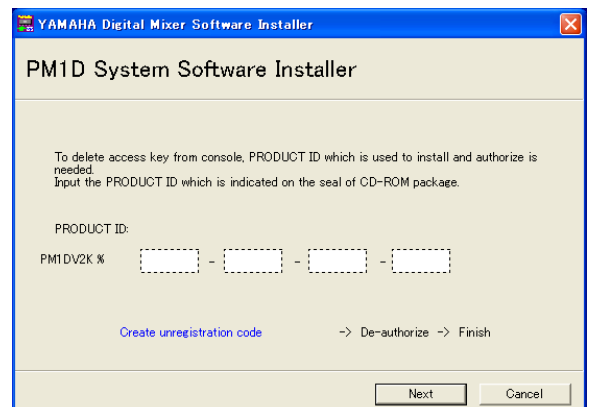 YAMAHA Digital Mixer Software Installer
PM1D System Software Installer
To delete access key from console, PRODUCT ID which is used to install and authorize is
needed.
Input the PRODUCT ID which is indicated on the seal of CD-ROM package.
PRODUCT ID:
PM1DV2K % - - -
Create unregistration code -> De-authorize -> Finish
Next Cancel